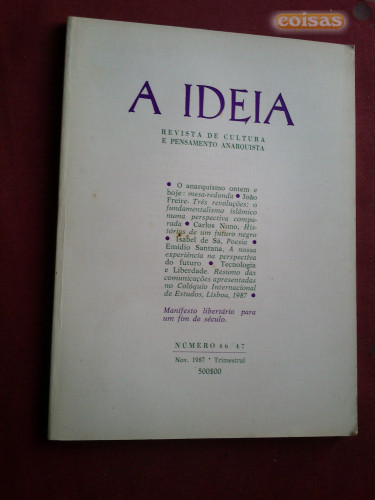 coisas
A IDEIA
REVISTA DE CULTURA
E PENSAMENTO ANARQUISTA
• O anarquismo ontem e
hoje: mesa-redonda • João
Freire. Três revoluções: o
fundamentalismo islâmico
numa perspectiva compa-
rada • Carlos Nuno, His-
tórias de um futuro negro
• Isabel de Sá, Poesia •
Emídio Santana, A nossa
experiência na perspectiva
do futuro • Tecnologia
e Liberdade. Resumo das
comunicações apresentadas
no Colóquio Internacional
de Estudos, Lisboa, 1987 •
Manifesto libertário para
um fim de século.
NÚMERO 46/47
Nov. 1987 * Trimestral
500$00